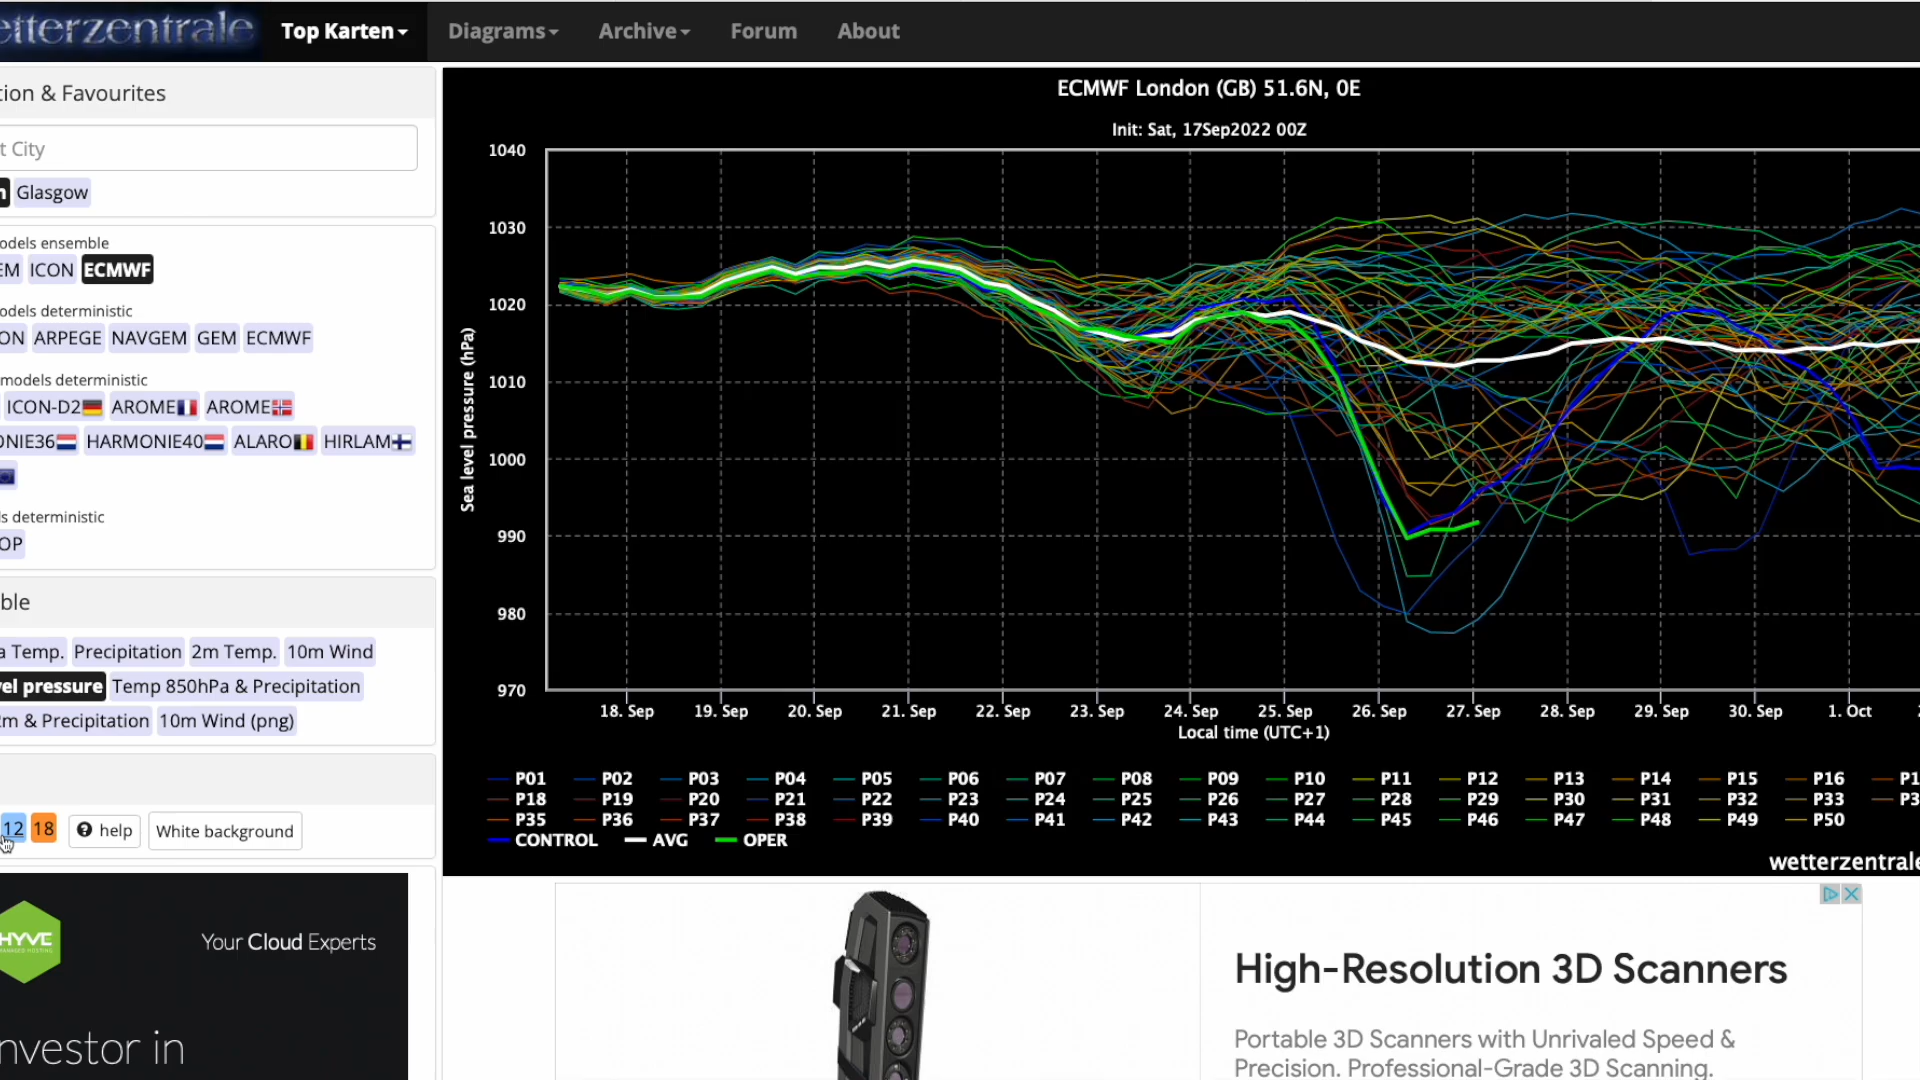 etterzentrale Top Karten Diagrams Archive Forum About
tion & Favourites
t City
n Glasgow
odels ensemble
EM ICON ECMWF
odels deterministic
ON ARPEGE NAVGEM GEM ECMWF
models deterministic
ICON-D2 AROME AROME
ONIE36 HARMONIE40 ALARO HIRLAM
ls deterministic
OP
ble
a Temp. Precipitation 2m Temp. 10m Wind
vel pressure Temp 850hPa & Precipitation
2m & Precipitation 10m Wind (png)
12 18 help White background
HYVE
MANAGED HOSTING
Your Cloud Experts
nvestor in
ECMWF London (GB) 51.6N, 0E
Init: Sat, 17Sep2022 00Z
Sea level pressure (hPa)
1040
1030
1020
1010
1000
990
980
970
18. Sep 19. Sep 20. Sep 21. Sep 22. Sep 23. Sep 24. Sep 25. Sep 26. Sep 27. Sep 28. Sep 29. Sep 30. Sep 1. Oct
Local time (UTC+1)
P01 P02 P03 P04 P05 P06 P07 P08 P09 P10 P11 P12 P13 P14 P15 P16 P1
P18 P19 P20 P21 P22 P23 P24 P25 P26 P27 P28 P29 P30 P31 P32 P33 P3
P35 P36 P37 P38 P39 P40 P41 P42 P43 P44 P45 P46 P47 P48 P49 P50
CONTROL AVG OPER
wetterzentrale
High-Resolution 3D Scanners
Portable 3D Scanners with Unrivaled Speed &
Precision. Professional-Grade 3D Scanning.